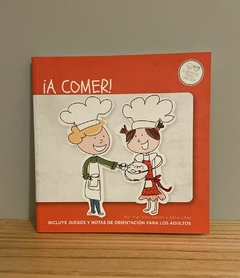 ¡A COMER!
INCLUYE JUEGOS Y NOTAS DE ORIENTACIÓN PARA LOS ADULTOS